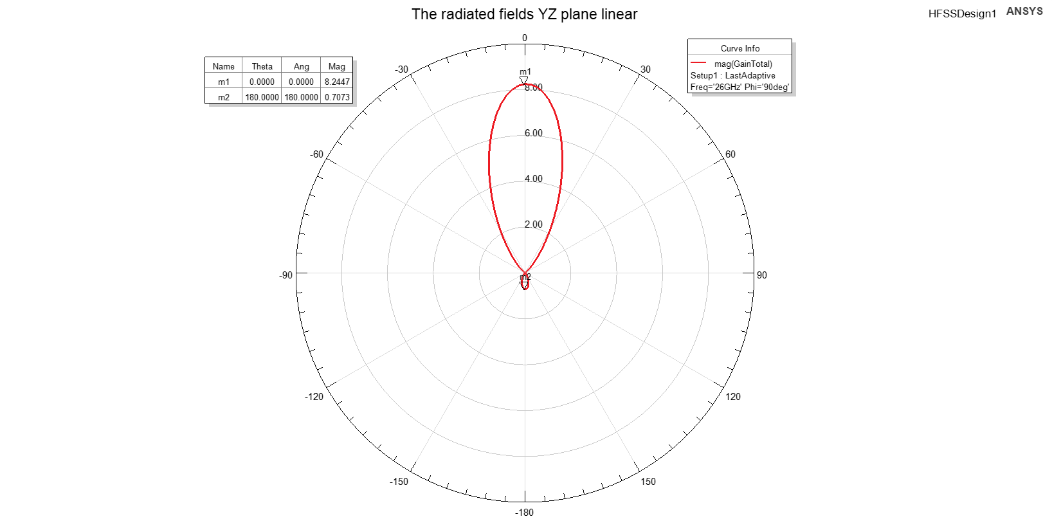 The radiated fields YZ plane linear
HFSSDesign1 ANSYS
Name Theta Ang Mag
m1 0.0000 0.0000 8.2447
m2 180.0000 180.0000 0.7073
Curve Info
mag(GainTotal)
Setup1 : LastAdaptive
Freq='26GHz' Phi='90deg'
0
-30
30
m1
8.00
6.00
-60
60
4.00
2.00
-90
90
m2
-120
120
-150
150
-180